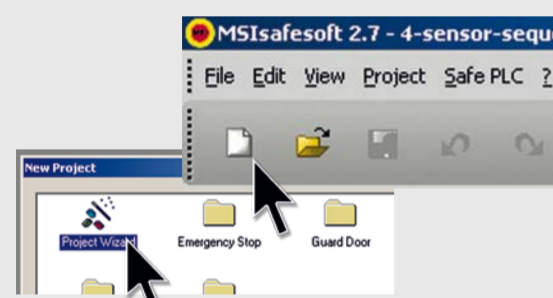 MSIsafesoft 2.7 - 4-sensor-sequ
File Edit View Project Safe PLC ?
New Project
Project Wizard Emergency Stop Guard Door